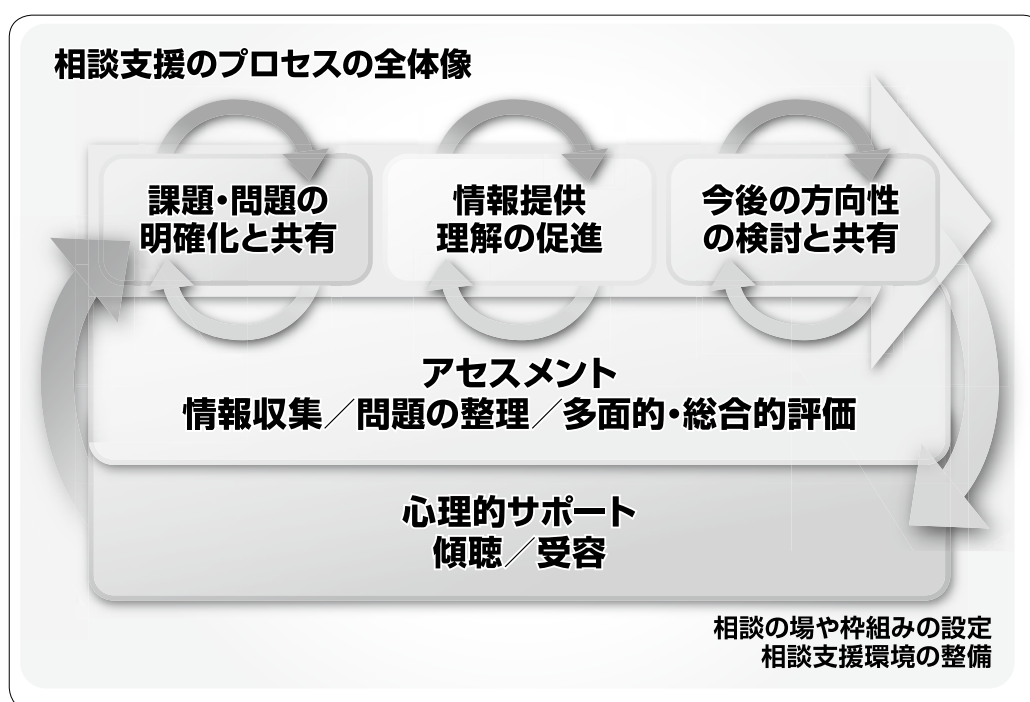 相談支援のプロセスの全体像
課題・問題の
明確化と共有
情報提供
理解の促進
今後の方向性
の検討と共有
アセスメント
情報収集／問題の整理／多面的・総合的評価
心理的サポート
傾聴／受容
相談の場や枠組みの設定
相談支援環境の整備